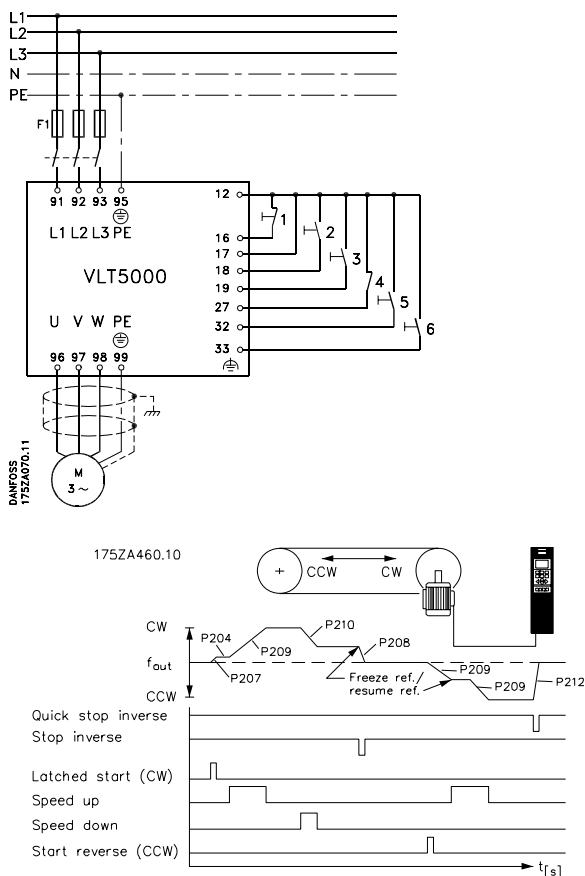 L1
L2
L3
N
PE
F1
91 92 93 95
L1 L2 L3 PE
VLT5000
U V W PE
96 97 98 99
12
16
17
18
19
27
32
33
1
2
3
4
5
6
M
3~
DANFOSS
175ZA070.11
175ZA460.10
CCW CW
CW
fout
CCW
P204
P209
P210
P208
P207
Freeze ref./
resume ref.
P209
P209
P212
Quick stop inverse
Stop inverse
Latched start (CW)
Speed up
Speed down
Start reverse (CCW)
t[s]